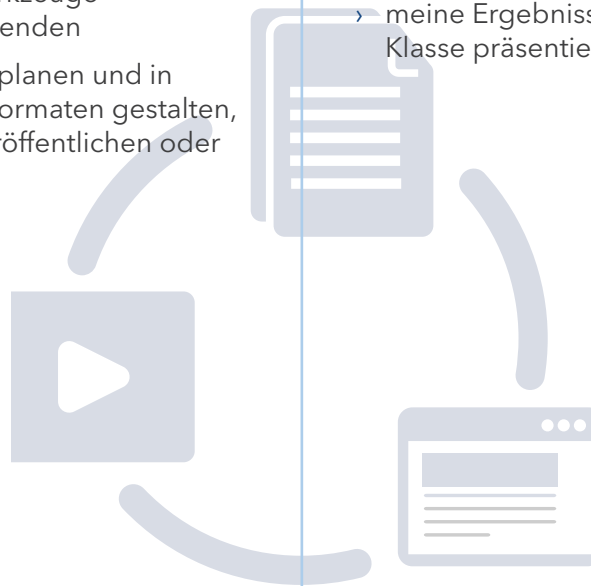 enden
planen und in
ormaten gestalten,
öffentlichen oder
› meine Ergebniss
Klasse präsentie